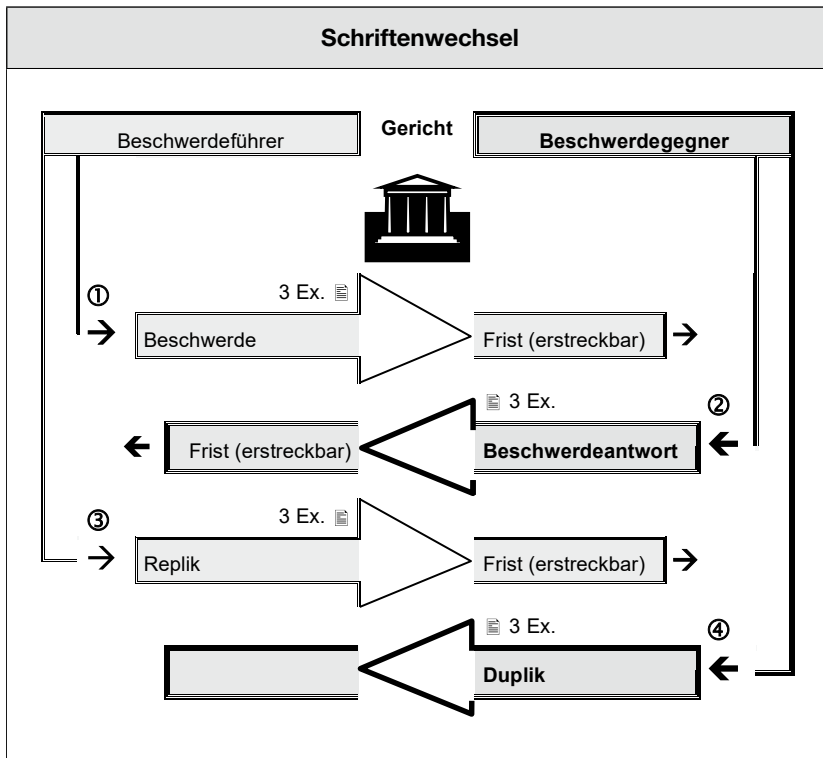 Schriftenwechsel
Beschwerdeführer
Gericht
Beschwerdegegner
①
3 Ex.
Beschwerde
Frist (erstreckbar)
3 Ex.
②
Frist (erstreckbar)
Beschwerdeantwort
③
3 Ex.
Replik
Frist (erstreckbar)
3 Ex.
④
Duplik